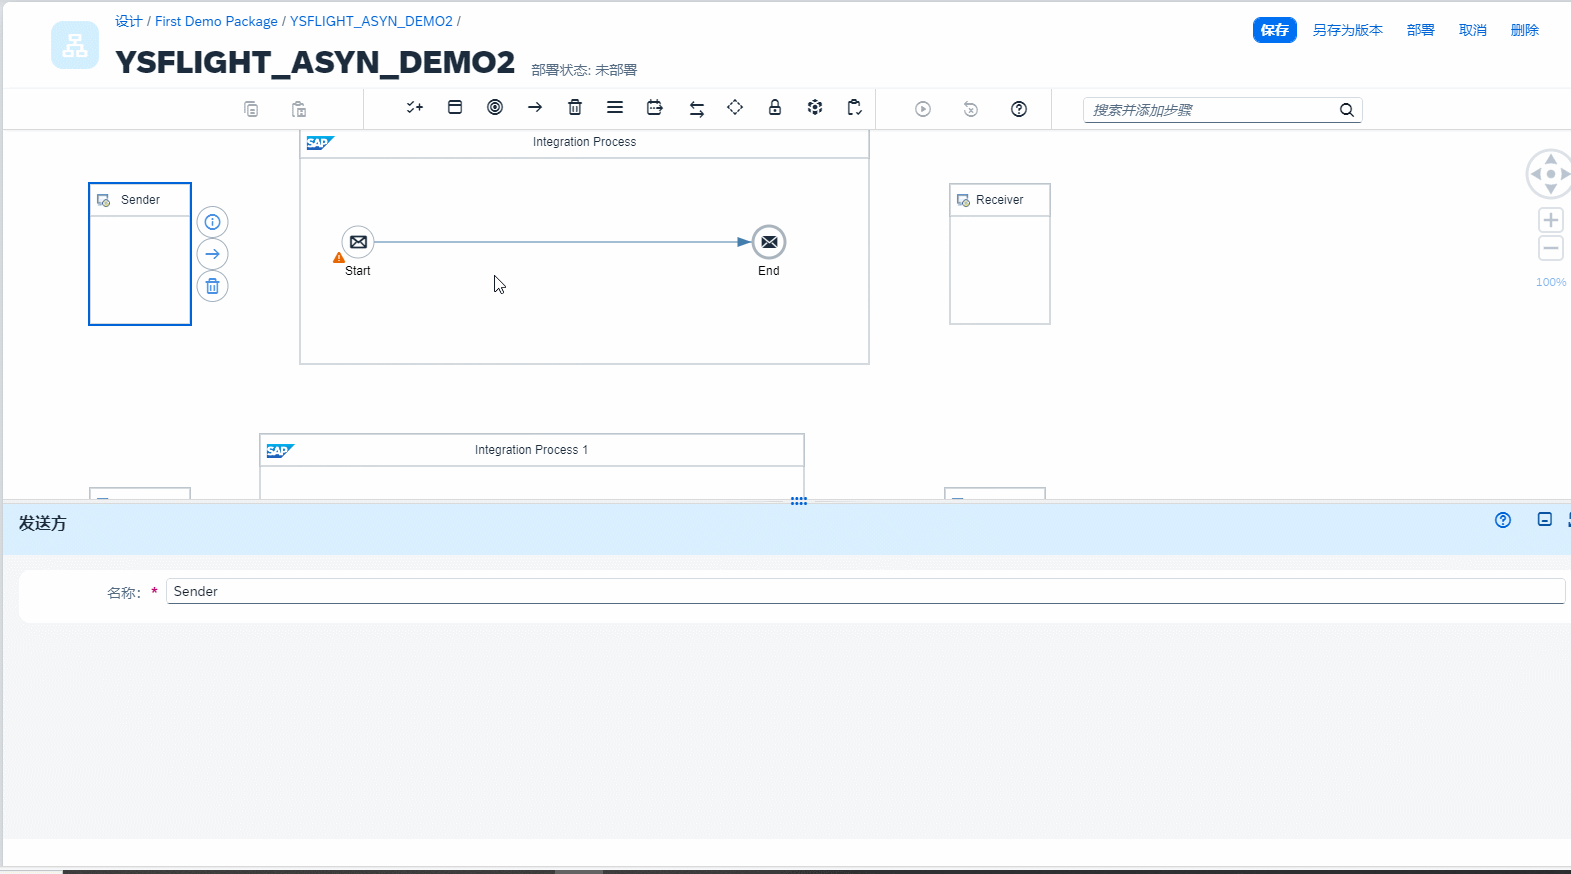 设计 / First Demo Package / YSFLIGHT_ASYN_DEMO2 /
YSFLIGHT_ASYN_DEMO2 部署状态: 未部署
保存 另存为版本 部署 取消 删除
搜索并添加步骤
SAP Integration Process
Sender
Receiver
Start
End
100%
SAP Integration Process 1
发送方
名称: * Sender